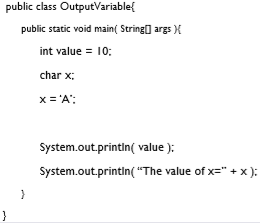 public class OutputVariable{
public static void main( String[] args ){
int value = 10;
char x;
x = 'A';
System.out.println( value );
System.out.println( “The value of x=” + x );
}
}